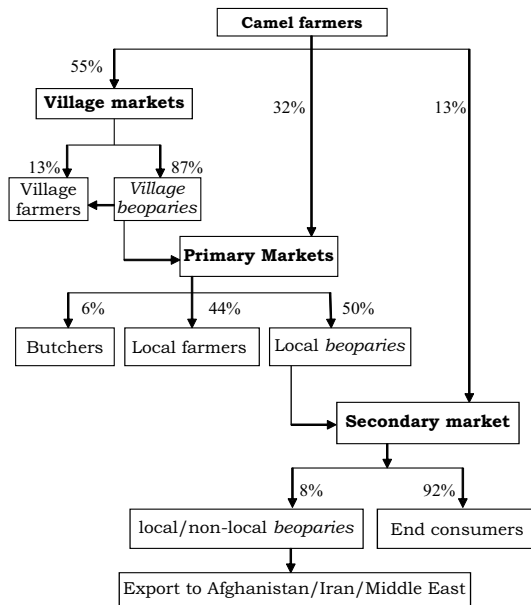 Camel farmers
55%
Village markets
32%
13%
13%
87%
Village
farmers
Village
beoparies
Primary Markets
6%
44%
50%
Butchers
Local farmers
Local beoparies
Secondary market
8%
92%
local/non-local beoparies
End consumers
Export to Afghanistan/Iran/Middle East